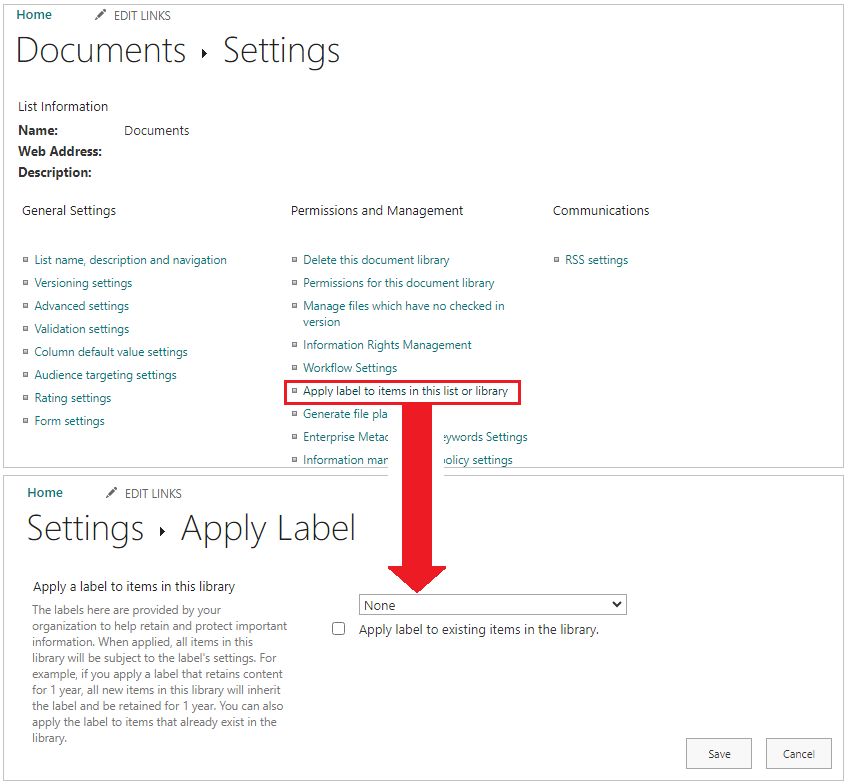 Home EDIT LINKS
Documents Settings
List Information
Name: Documents
Web Address:
Description:
General Settings
List name, description and navigation
Versioning settings
Advanced settings
Validation settings
Column default value settings
Audience targeting settings
Rating settings
Form settings
Permissions and Management
Delete this document library
Permissions for this document library
Manage files which have no checked in
version
Information Rights Management
Workflow Settings
Apply label to items in this list or library
Generate file pla
Enterprise Metac eywords Settings
Information mar policy settings
Communications
RSS settings
Home EDIT LINKS
Settings Apply Label
Apply a label to items in this library
The labels here are provided by your
organization to help retain and protect important
information. When applied, all items in this
library will be subject to the label's settings. For
example, if you apply a label that retains content
for 1 year, all new items in this library will inherit
the label and be retained for 1 year. You can also
apply the label to items that already exist in the
library.
None
Apply label to existing items in the library.
Save Cancel